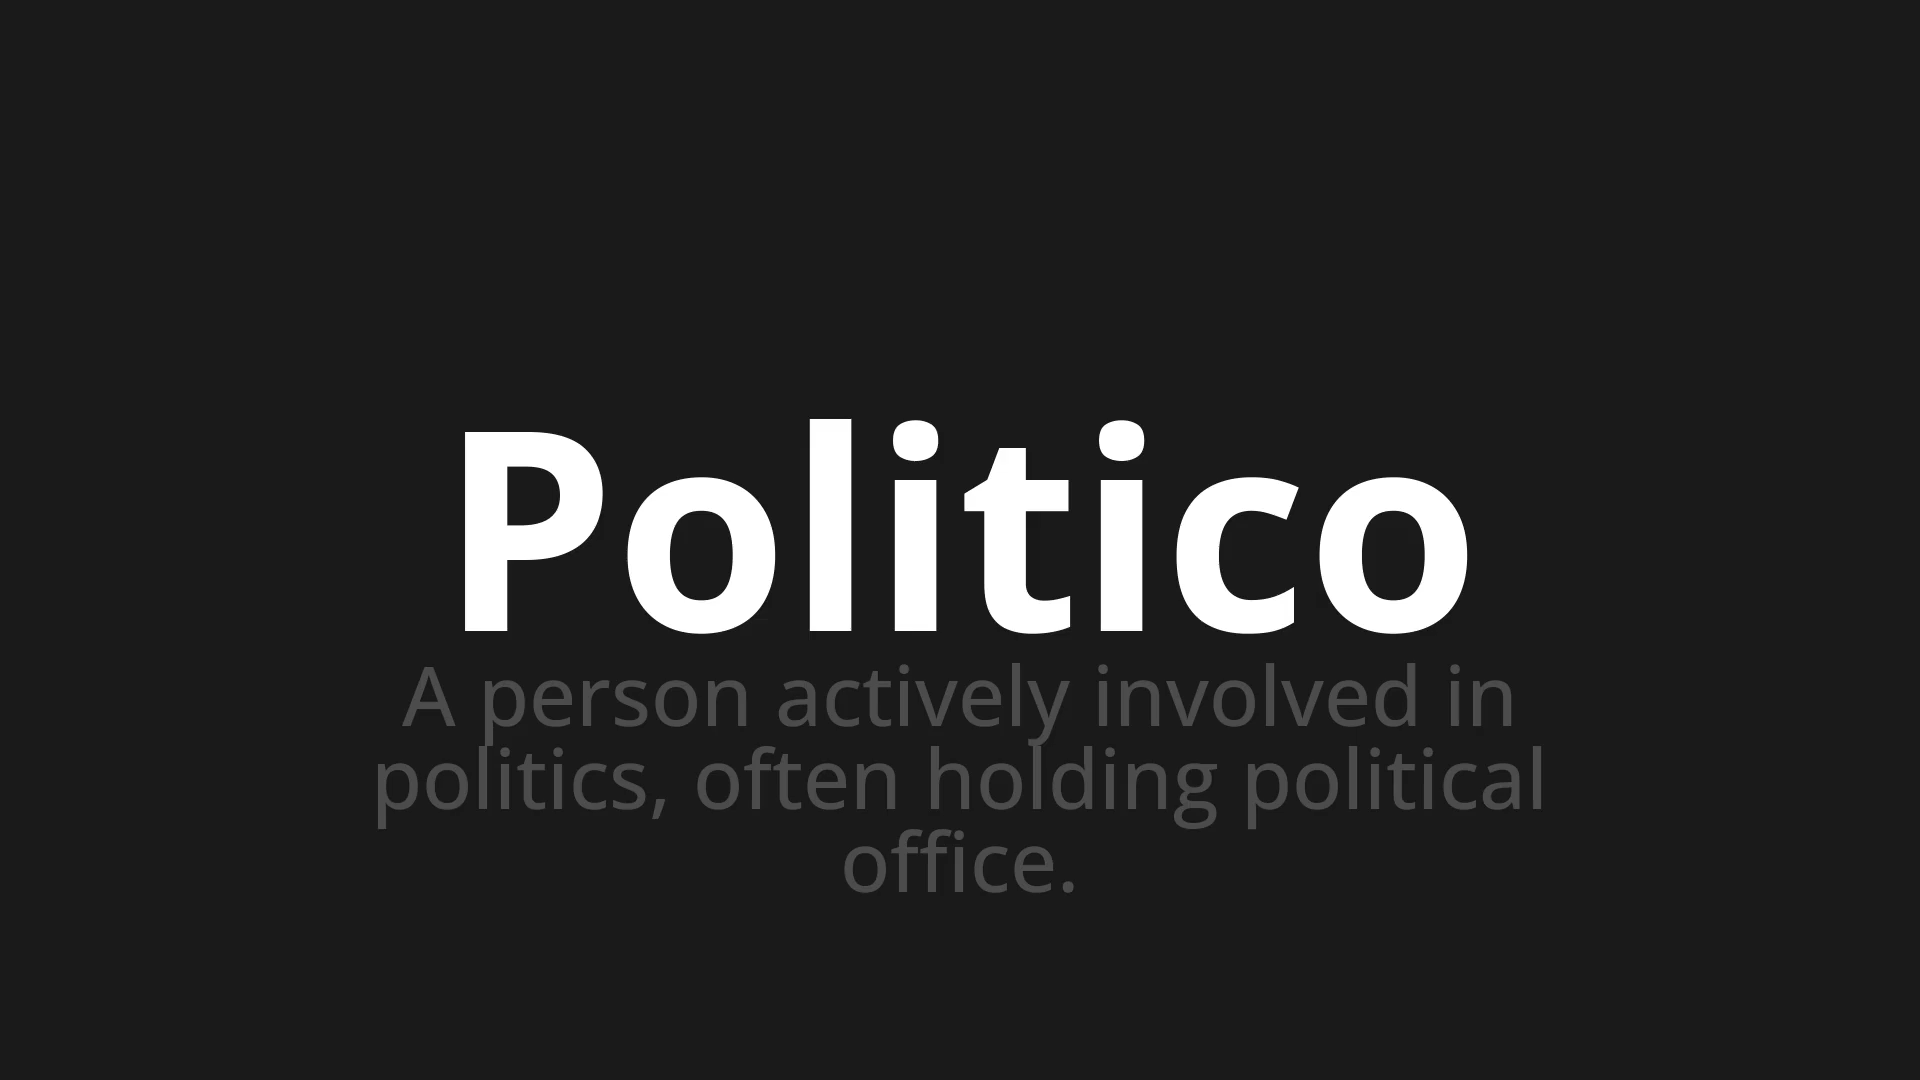 Politico
A person actively involved in
politics, often holding political
office.